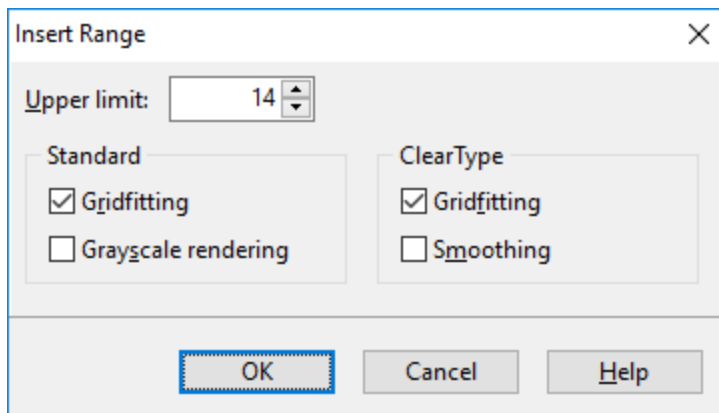 Insert Range
Upper limit: 14
Standard
Gridfitting
Grayscale rendering
ClearType
Gridfitting
Smoothing
OK Cancel Help